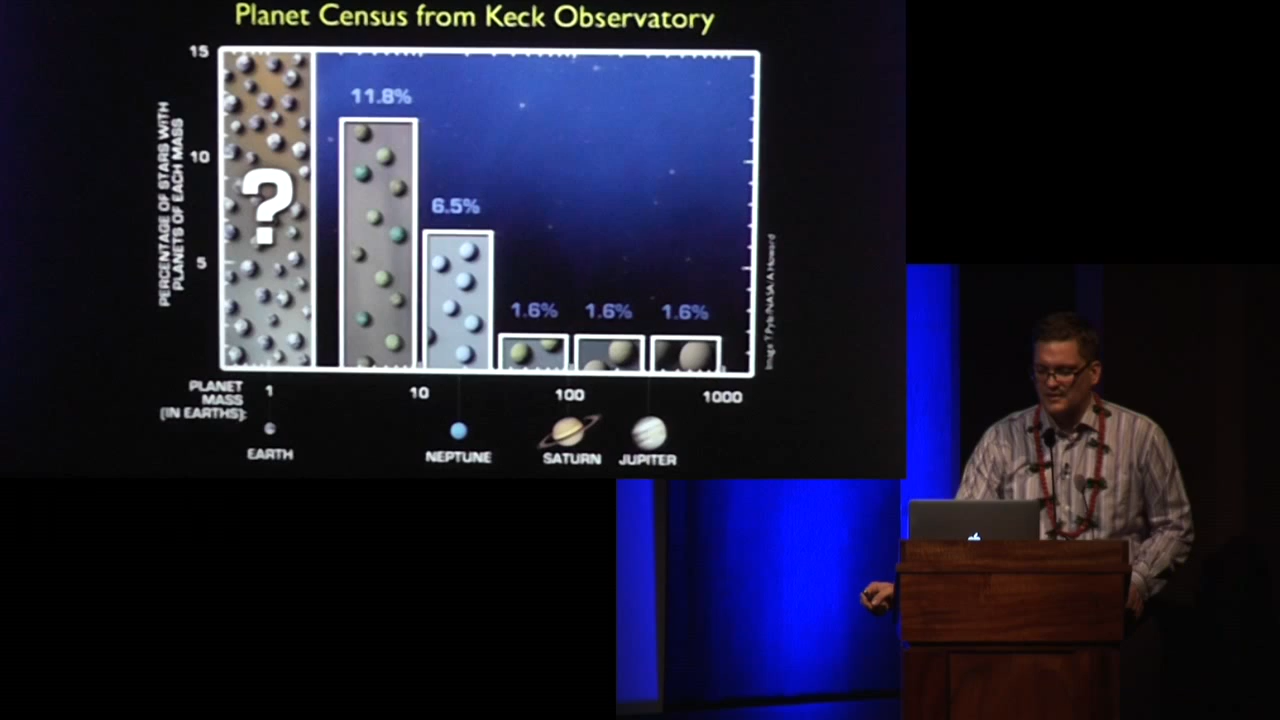 Planet Census from Keck Observatory
15
10
5
PERCENTAGE OF STARS WITH
PLANETS OF EACH MASS
?
11.8%
6.5%
1.6%
1.6%
1.6%
Image T.Pyle/NASA/A.Howard
PLANET
MASS
(IN EARTHS):
1
10
100
1000
EARTH
NEPTUNE
SATURN
JUPITER